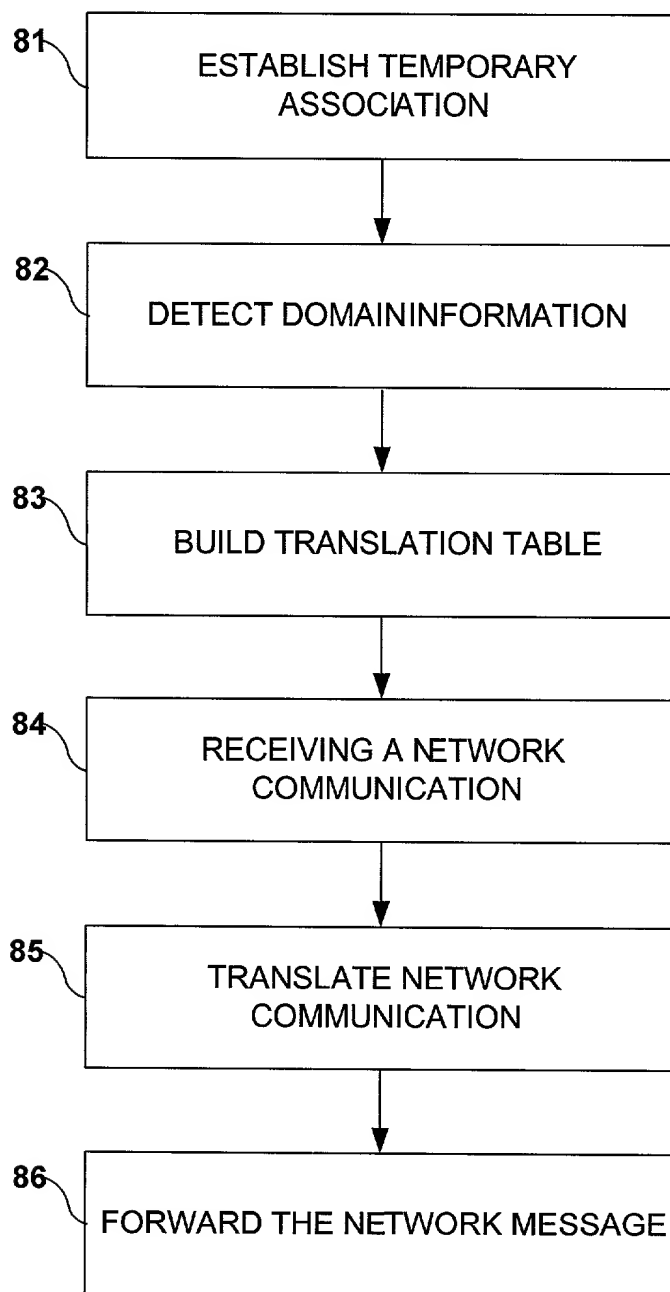 81
ESTABLISH TEMPORARY
ASSOCIATION
82
DETECT DOMAININFORMATION
83
BUILD TRANSLATION TABLE
84
RECEIVING A NETWORK
COMMUNICATION
85
TRANSLATE NETWORK
COMMUNICATION
86
FORWARD THE NETWORK MESSAGE